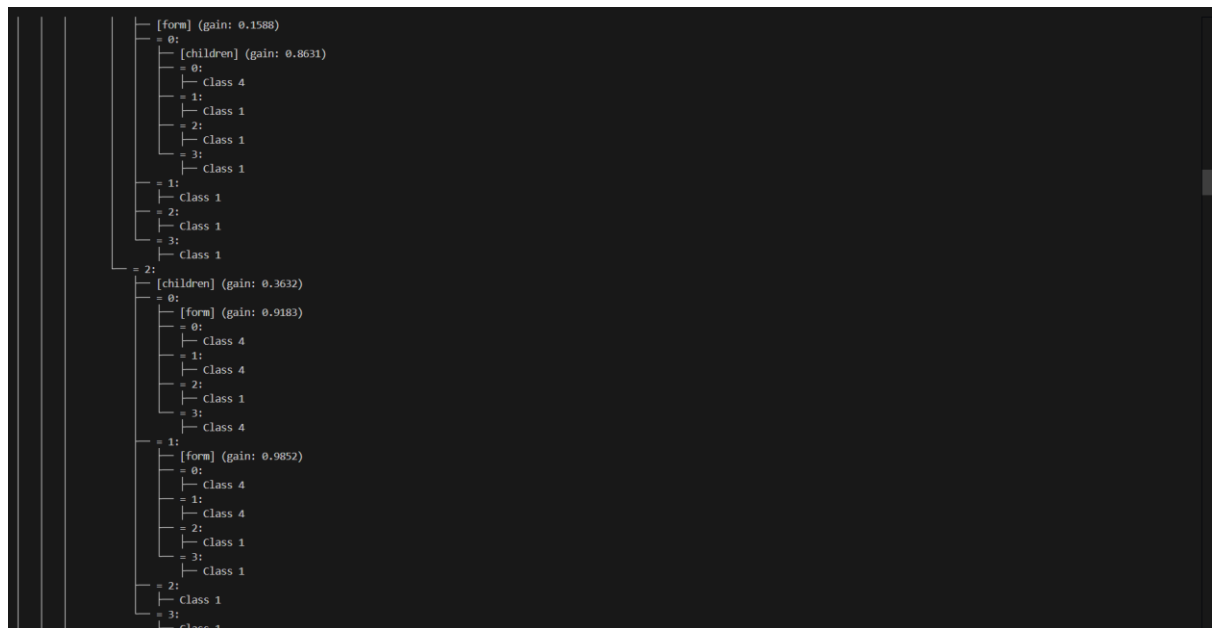 [form] (gain: 0.1588)
= 0:
[children] (gain: 0.8631)
= 0:
Class 4
= 1:
Class 1
= 2:
Class 1
= 3:
Class 1
= 1:
Class 1
= 2:
Class 1
= 3:
Class 1
= 2:
[children] (gain: 0.3632)
= 0:
[form] (gain: 0.9183)
= 0:
Class 4
= 1:
Class 4
= 2:
Class 1
= 3:
Class 4
= 1:
[form] (gain: 0.9852)
= 0:
Class 4
= 1:
Class 4
= 2:
Class 1
= 3:
Class 1
= 2:
Class 1
= 3:
Class 1